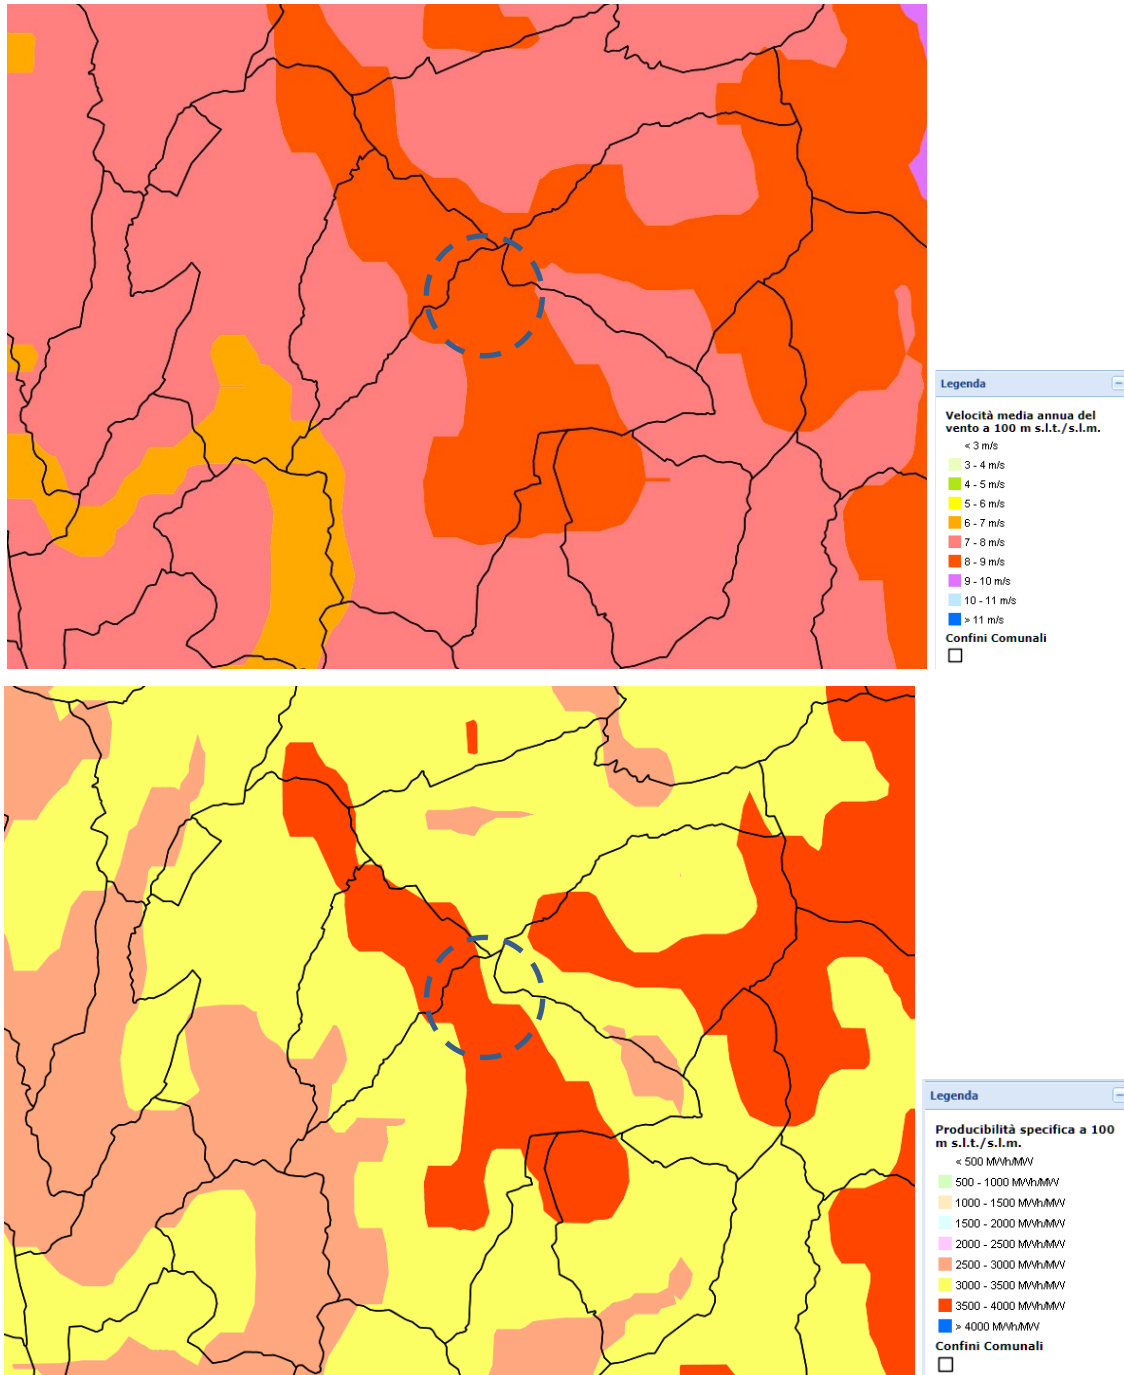 Legenda
Velocità media annua del
vento a 100 m s.l.t./s.l.m.
< 3 m/s
3 - 4 m/s
4 - 5 m/s
5 - 6 m/s
6 - 7 m/s
7 - 8 m/s
8 - 9 m/s
9 - 10 m/s
10 - 11 m/s
> 11 m/s
Confini Comunali
Legenda
Producibilità specifica a 100
m s.l.t./s.l.m.
< 500 MWh/MW
500 - 1000 MWh/MW
1000 - 1500 MWh/MW
1500 - 2000 MWh/MW
2000 - 2500 MWh/MW
2500 - 3000 MWh/MW
3000 - 3500 MWh/MW
3500 - 4000 MWh/MW
> 4000 MWh/MW
Confini Comunali